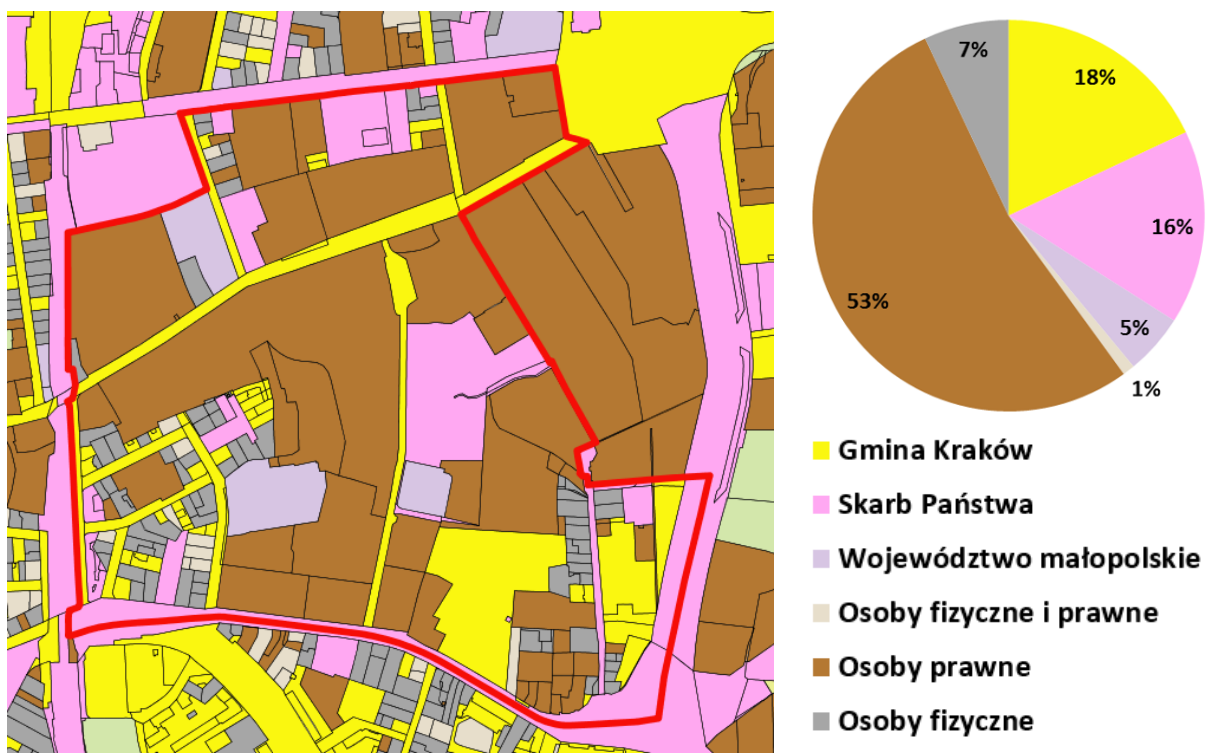 7%
18%
16%
5%
1%
53%
Gmina Kraków
Skarb Państwa
Województwo małopolskie
Osoby fizyczne i prawne
Osoby prawne
Osoby fizyczne